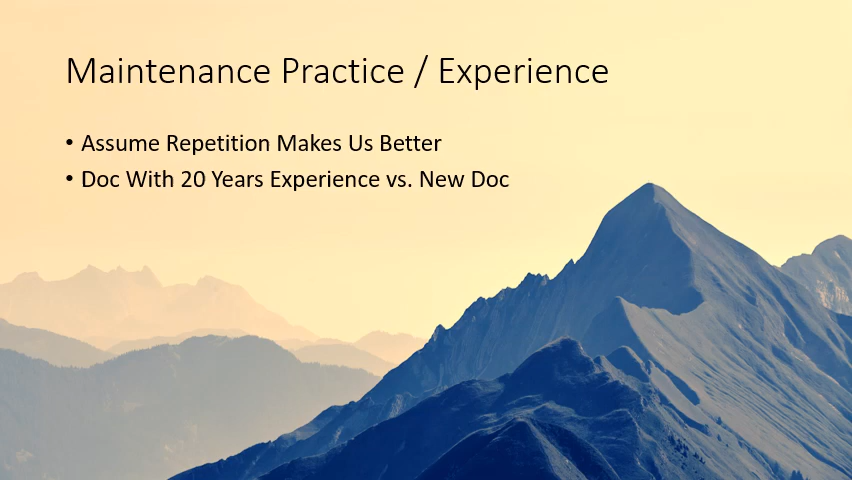 Maintenance Practice / Experience
• Assume Repetition Makes Us Better
• Doc With 20 Years Experience vs. New Doc